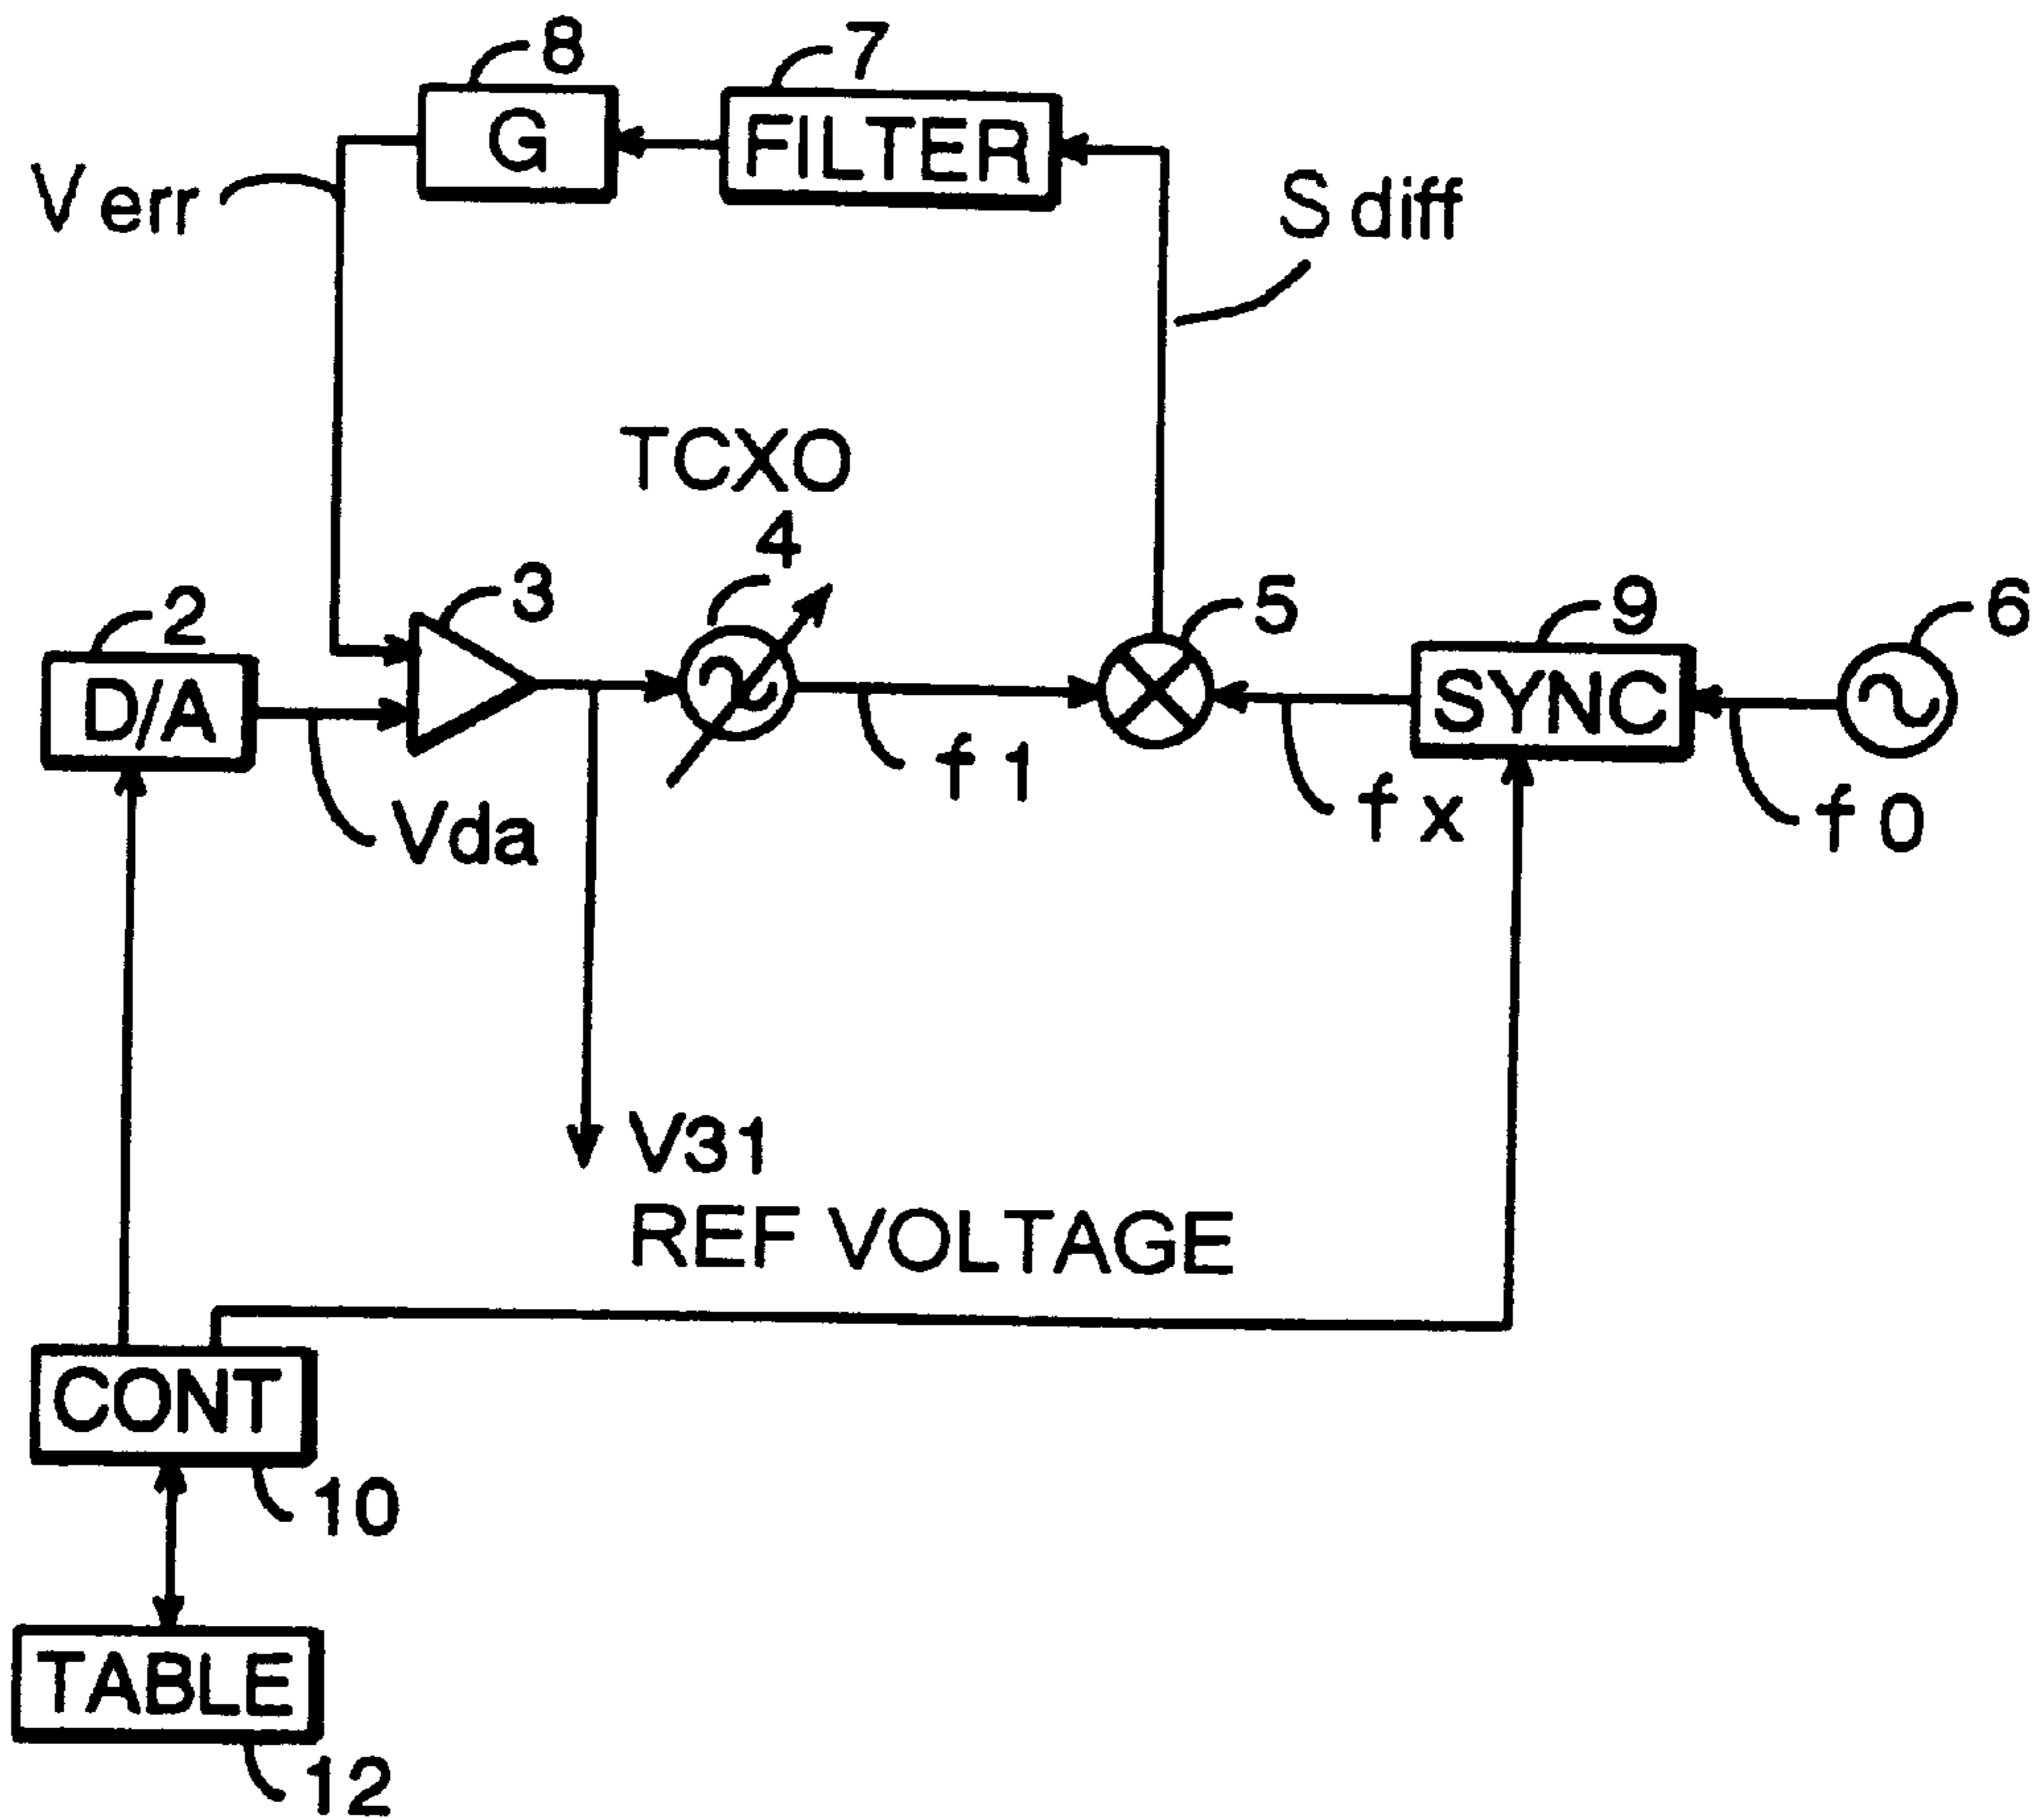 8
7
G
FILTER
V err
S diff
TCXO
4
2
3
5
9
6
D/A
SYNC
Vda
f 1
f x
f 0
V31
REF VOLTAGE
CONT
10
TABLE
12